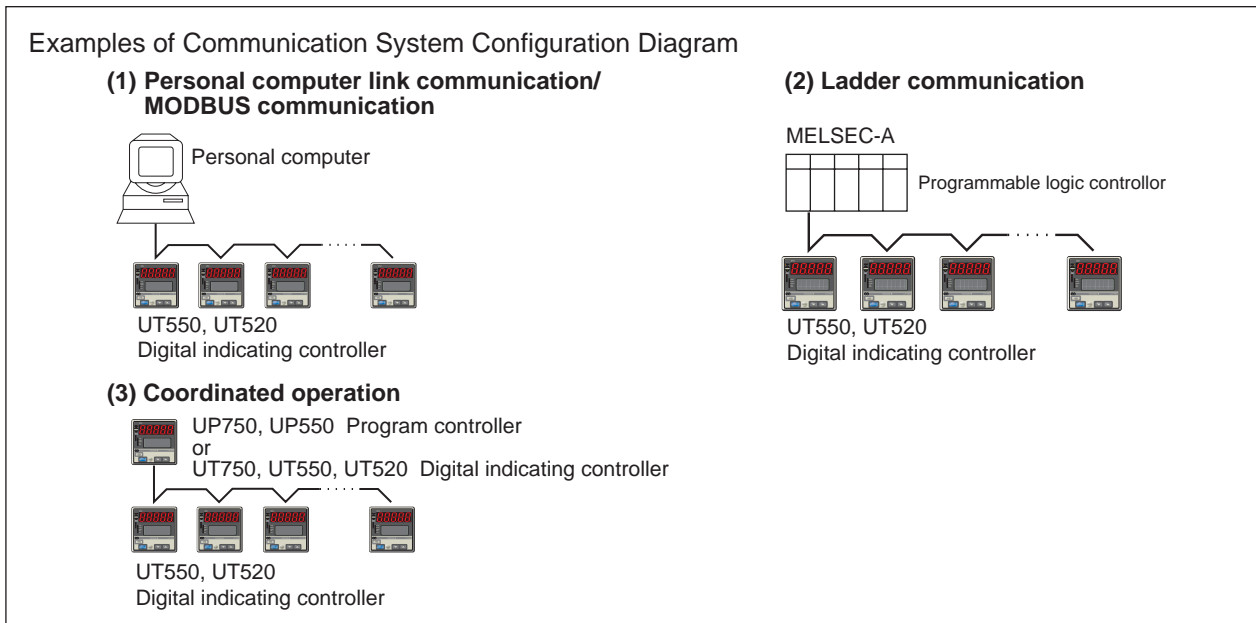 Examples of Communication System Configuration Diagram
(1) Personal computer link communication/
MODBUS communication
Personal computer
UT550, UT520
Digital indicating controller
(2) Ladder communication
MELSEC-A
Programmable logic controllor
UT550, UT520
Digital indicating controller
(3) Coordinated operation
UP750, UP550 Program controller
or
UT750, UT550, UT520 Digital indicating controller
UT550, UT520
Digital indicating controller